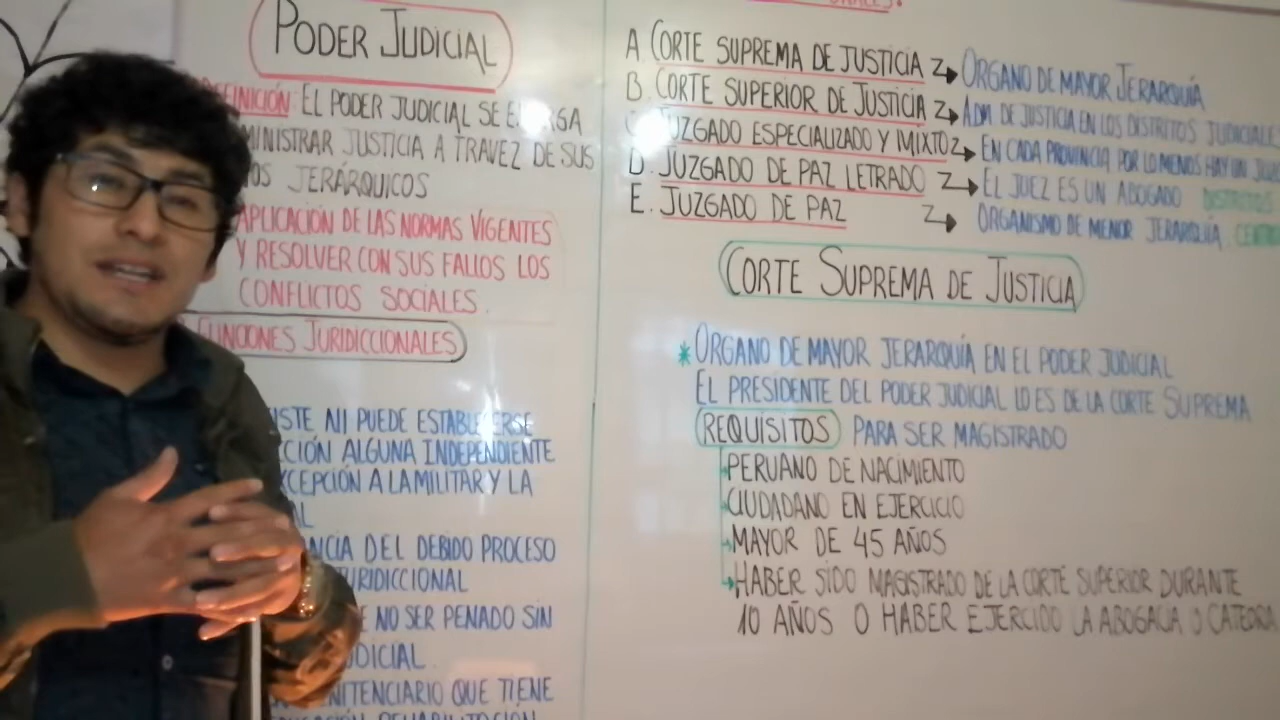 PODER JUDICIAL
DEFINICIÓN EL PODER JUDICIAL SE
JUSTICIA A TRAVEZ DE SUS
JERÁRQUICOS
APLICACIÓN DE LAS NORMAS VIGENTES
Y RESOLVER CON SUS FALLOS LOS
CONFLICTOS SOCIALES.
FUNCIONES JURIDICCIONALES
NI PUEDE ESTABLECERSE
ALGUNA INDEPENDIENTE
A LA MILITAR Y LA
DEL DEBIDO PROCESO
JURIDICCIONAL
NO SER PENADO SIN
QUE TIENE
A CORTE SUPREMA DE JUSTICIA → ORGANO DE MAYOR JERARQUÍA
B. CORTE SUPERIOR DE JUSTICIA → ADM DE JUSTICIA EN LOS DISTRITOS JUDICIALE
JUZGADO ESPECIALIZADO Y MIXTO → EN CADA PROVINCIA POR LO MENOS HAY UN
D. JUZGADO DE PAZ LETRADO → EL JUEZ ES UN ABOGADO DISTRITOS
E. JUZGADO DE PAZ → ORGANISMO DE MENOR JERARQUÍA.
CORTE SUPREMA DE JUSTICIA
* ORGANO DE MAYOR JERARQUÍA EN EL PODER JUDICIAL
EL PRESIDENTE DEL PODER JUDICIAL LO ES DE LA CORTE SUPREMA
REQUISITOS PARA SER MAGISTRADO
PERUANO DE NACIMIENTO
CIUDADANO EN EJERCICIO
MAYOR DE 45 AÑOS
HABER SIDO MAGISTRADO DE LA CORTE SUPERIOR DURANTE
10 AÑOS O HABER EJERCIDO LA ABOGACIA O CATEDRA